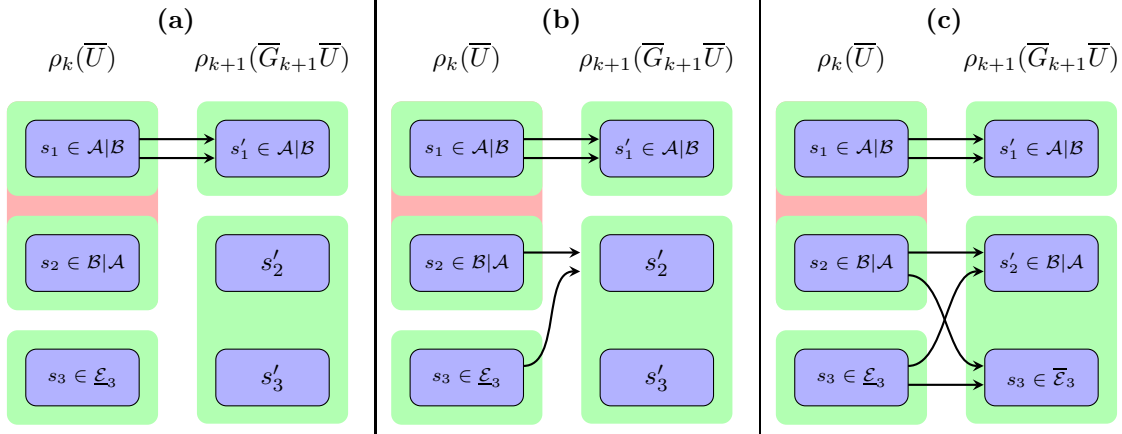 (a) (b) (c)
ρₖ(U̅) ρₖ₊₁(G̅ₖ₊₁U̅) ρₖ(U̅) ρₖ₊₁(G̅ₖ₊₁U̅) ρₖ(U̅) ρₖ₊₁(G̅ₖ₊₁U̅)
s₁ ∈ 𝒜|ℬ s′₁ ∈ 𝒜|ℬ s₁ ∈ 𝒜|ℬ s′₁ ∈ 𝒜|ℬ s₁ ∈ 𝒜|ℬ s′₁ ∈ 𝒜|ℬ
s₂ ∈ ℬ|𝒜 s′₂ s₂ ∈ ℬ|𝒜 s′₂ s₂ ∈ ℬ|𝒜 s′₂ ∈ ℬ|𝒜
s₃ ∈ ℰ̲₃ s′₃ s₃ ∈ ℰ̲₃ s′₃ s₃ ∈ ℰ̲₃ s₃ ∈ ℰ̅₃